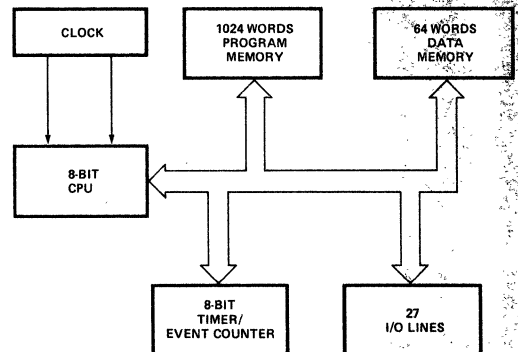 CLOCK
1024 WORDS
PROGRAM
MEMORY
64 WORDS
DATA
MEMORY
8-BIT
CPU
8-BIT
TIMER/
EVENT COUNTER
27
I/O LINES